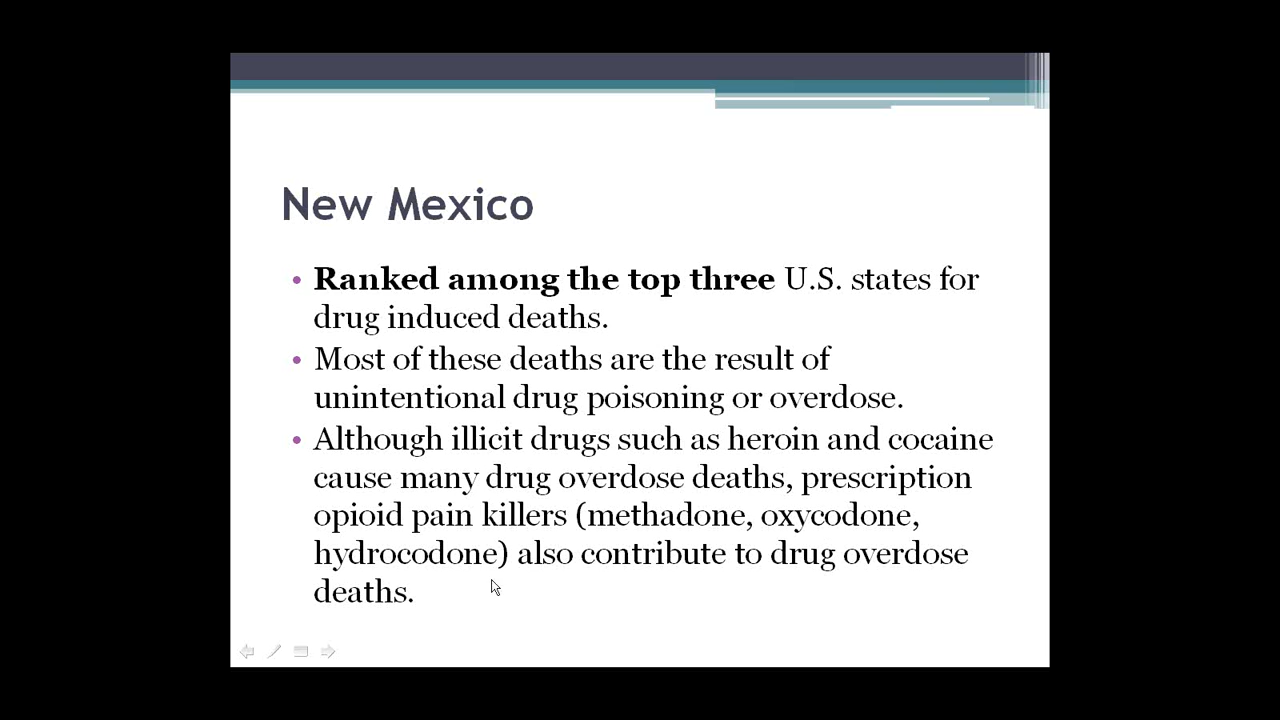 New Mexico
• Ranked among the top three U.S. states for
drug induced deaths.
• Most of these deaths are the result of
unintentional drug poisoning or overdose.
• Although illicit drugs such as heroin and cocaine
cause many drug overdose deaths, prescription
opioid pain killers (methadone, oxycodone,
hydrocodone) also contribute to drug overdose
deaths.